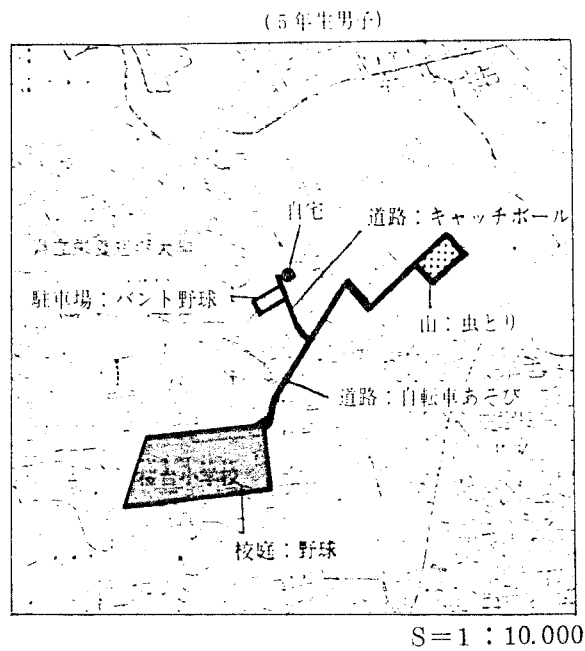 (5年生男子)
自宅
道路：キャッチボール
駐車場：バント野球
山：虫とり
道路：自転車あそび
桜台小学校
校庭：野球
S=1：10.000